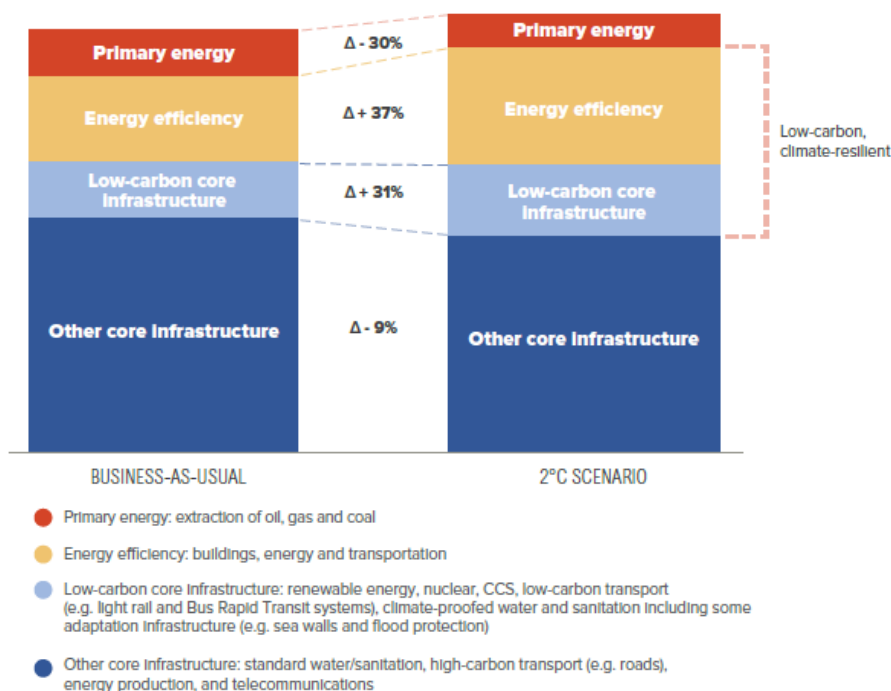 Primary energy
Δ - 30%
Primary energy
Energy efficiency
Δ + 37%
Energy efficiency
Low-carbon,
climate-resilient
Low-carbon core
infrastructure
Δ + 31%
Low-carbon core
infrastructure
Other core infrastructure
Δ - 9%
Other core infrastructure
BUSINESS-AS-USUAL
2°C SCENARIO
Primary energy: extraction of oil, gas and coal
Energy efficiency: buildings, energy and transportation
Low-carbon core infrastructure: renewable energy, nuclear, CCS, low-carbon transport
(e.g. light rail and Bus Rapid Transit systems), climate-proofed water and sanitation including some
adaptation infrastructure (e.g. sea walls and flood protection)
Other core infrastructure: standard water/sanitation, high-carbon transport (e.g. roads),
energy production, and telecommunications